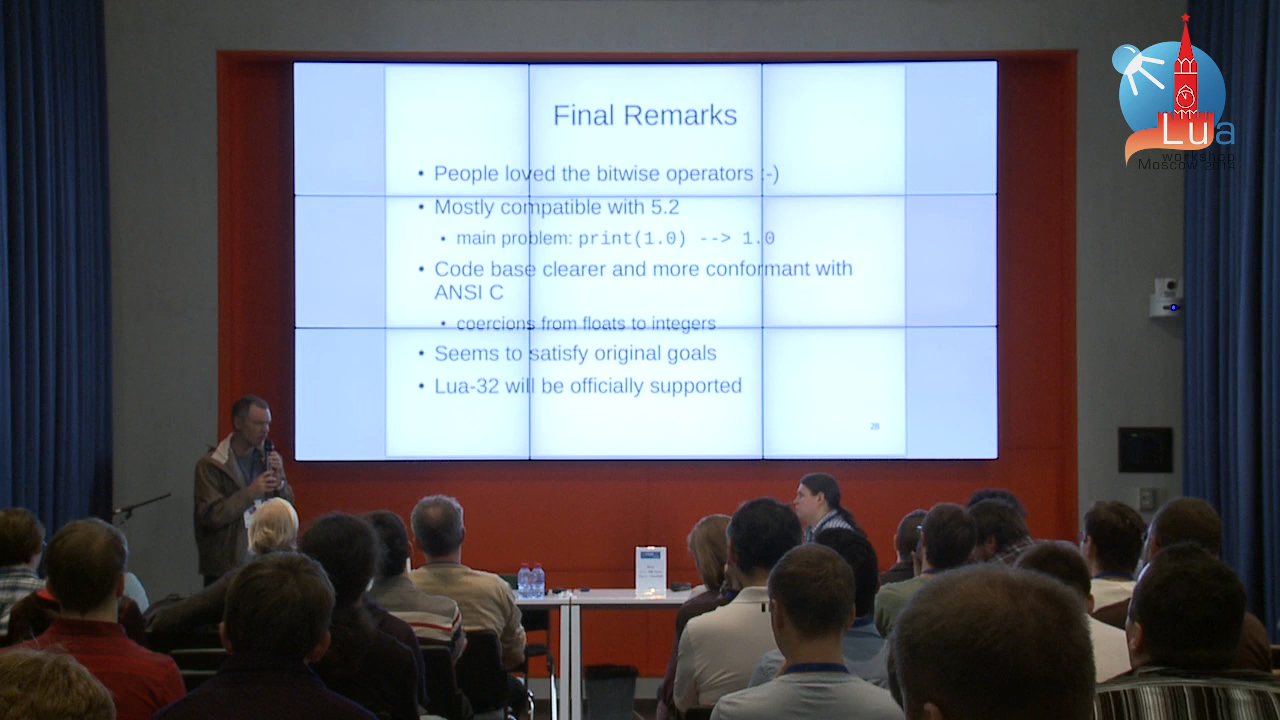 Final Remarks
• People loved the bitwise operators :-)
• Mostly compatible with 5.2
• main problem: print(1.0) --> 1.0
• Code base clearer and more conformant with
ANSI C
• coercions from floats to integers
• Seems to satisfy original goals
• Lua-32 will be officially supported
28
Lua
workshop
Moscow 2014